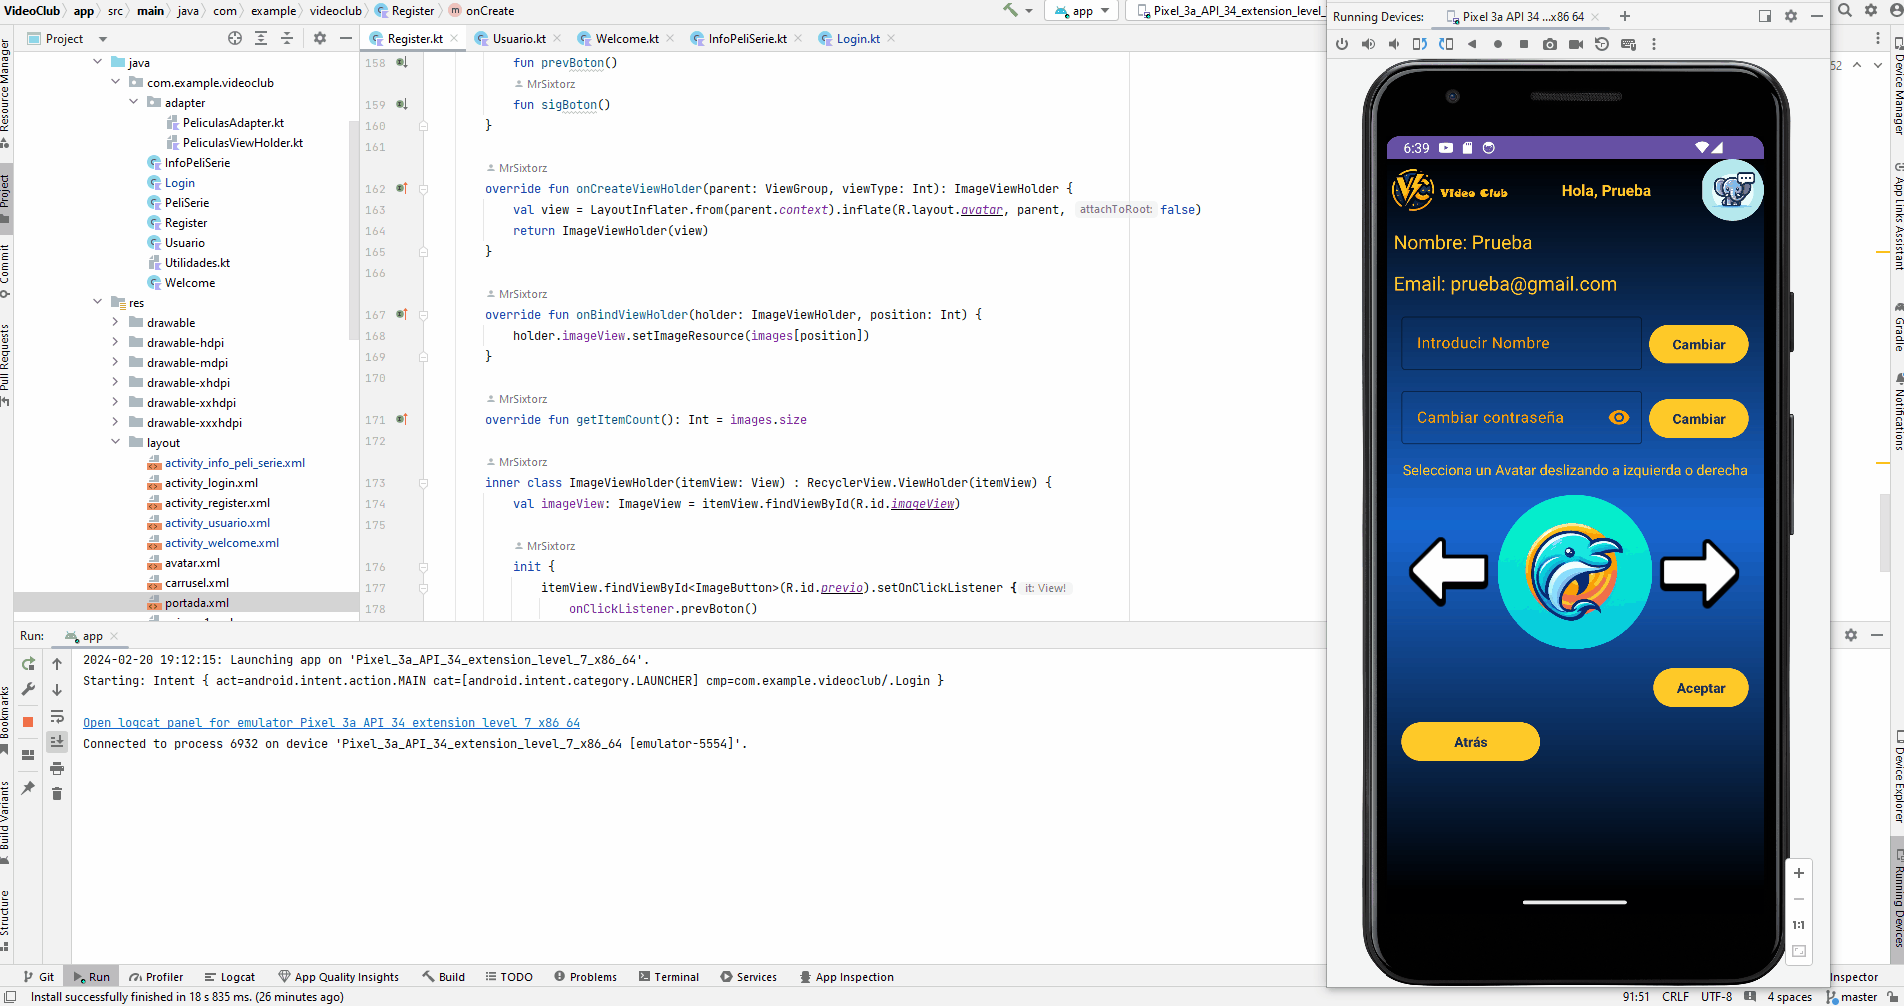 VideoClub app src main java com example videoclub Register onCreate
app Pixel_3a_API_34_extension_level_
Running Devices: Pixel 3a API 34 ...x86 64
Project
Register.kt Usuario.kt Welcome.kt InfoPeliSerie.kt Login.kt
java
com.example.videoclub
adapter
PeliculasAdapter.kt
PeliculasViewHolder.kt
InfoPeliSerie
Login
PeliSerie
Register
Usuario
Utilidades.kt
Welcome
res
drawable
drawable-hdpi
drawable-mdpi
drawable-xhdpi
drawable-xxhdpi
drawable-xxxhdpi
layout
activity_info_peli_serie.xml
activity_login.xml
activity_register.xml
activity_usuario.xml
activity_welcome.xml
avatar.xml
carrusel.xml
portada.xml
Resource Manager
Project
Commit
Pull Requests
Bookmarks
Build Variants
Structure
158 fun prevBoton()
MrSixtorz
159 fun sigBoton()
160 }
161
MrSixtorz
162 override fun onCreateViewHolder(parent: ViewGroup, viewType: Int): ImageViewHolder {
163 val view = LayoutInflater.from(parent.context).inflate(R.layout.avatar, parent, attachToRoot: false)
164 return ImageViewHolder(view)
165 }
166
MrSixtorz
167 override fun onBindViewHolder(holder: ImageViewHolder, position: Int) {
168 holder.imageView.setImageResource(images[position])
169 }
170
MrSixtorz
171 override fun getItemCount(): Int = images.size
172
MrSixtorz
173 inner class ImageViewHolder(itemView: View) : RecyclerView.ViewHolder(itemView) {
174 val imageView: ImageView = itemView.findViewById(R.id.imageView)
175
MrSixtorz
176 init {
177 itemView.findViewById<ImageButton>(R.id.previo).setOnClickListener { it: View!
178 onClickListener.prevBoton()
52
6:39
VC Video Club
Hola, Prueba
Nombre: Prueba
Email: prueba@gmail.com
Introducir Nombre
Cambiar
Cambiar contraseña
Cambiar
Selecciona un Avatar deslizando a izquierda o derecha
Aceptar
Atrás
1:1
Device Manager
App Links Assistant
Gradle
Notifications
Device Explorer
Running Devices
Run: app
2024-02-20 19:12:15: Launching app on 'Pixel_3a_API_34_extension_level_7_x86_64'.
Starting: Intent { act=android.intent.action.MAIN cat=[android.intent.category.LAUNCHER] cmp=com.example.videoclub/.Login }
Open logcat panel for emulator Pixel 3a API 34 extension level 7 x86 64
Connected to process 6932 on device 'Pixel_3a_API_34_extension_level_7_x86_64 [emulator-5554]'.
Git Run Profiler Logcat App Quality Insights Build TODO Problems Terminal Services App Inspection
Inspector
Install successfully finished in 18 s 835 ms. (26 minutes ago)
91:51 CRLF UTF-8 4 spaces master